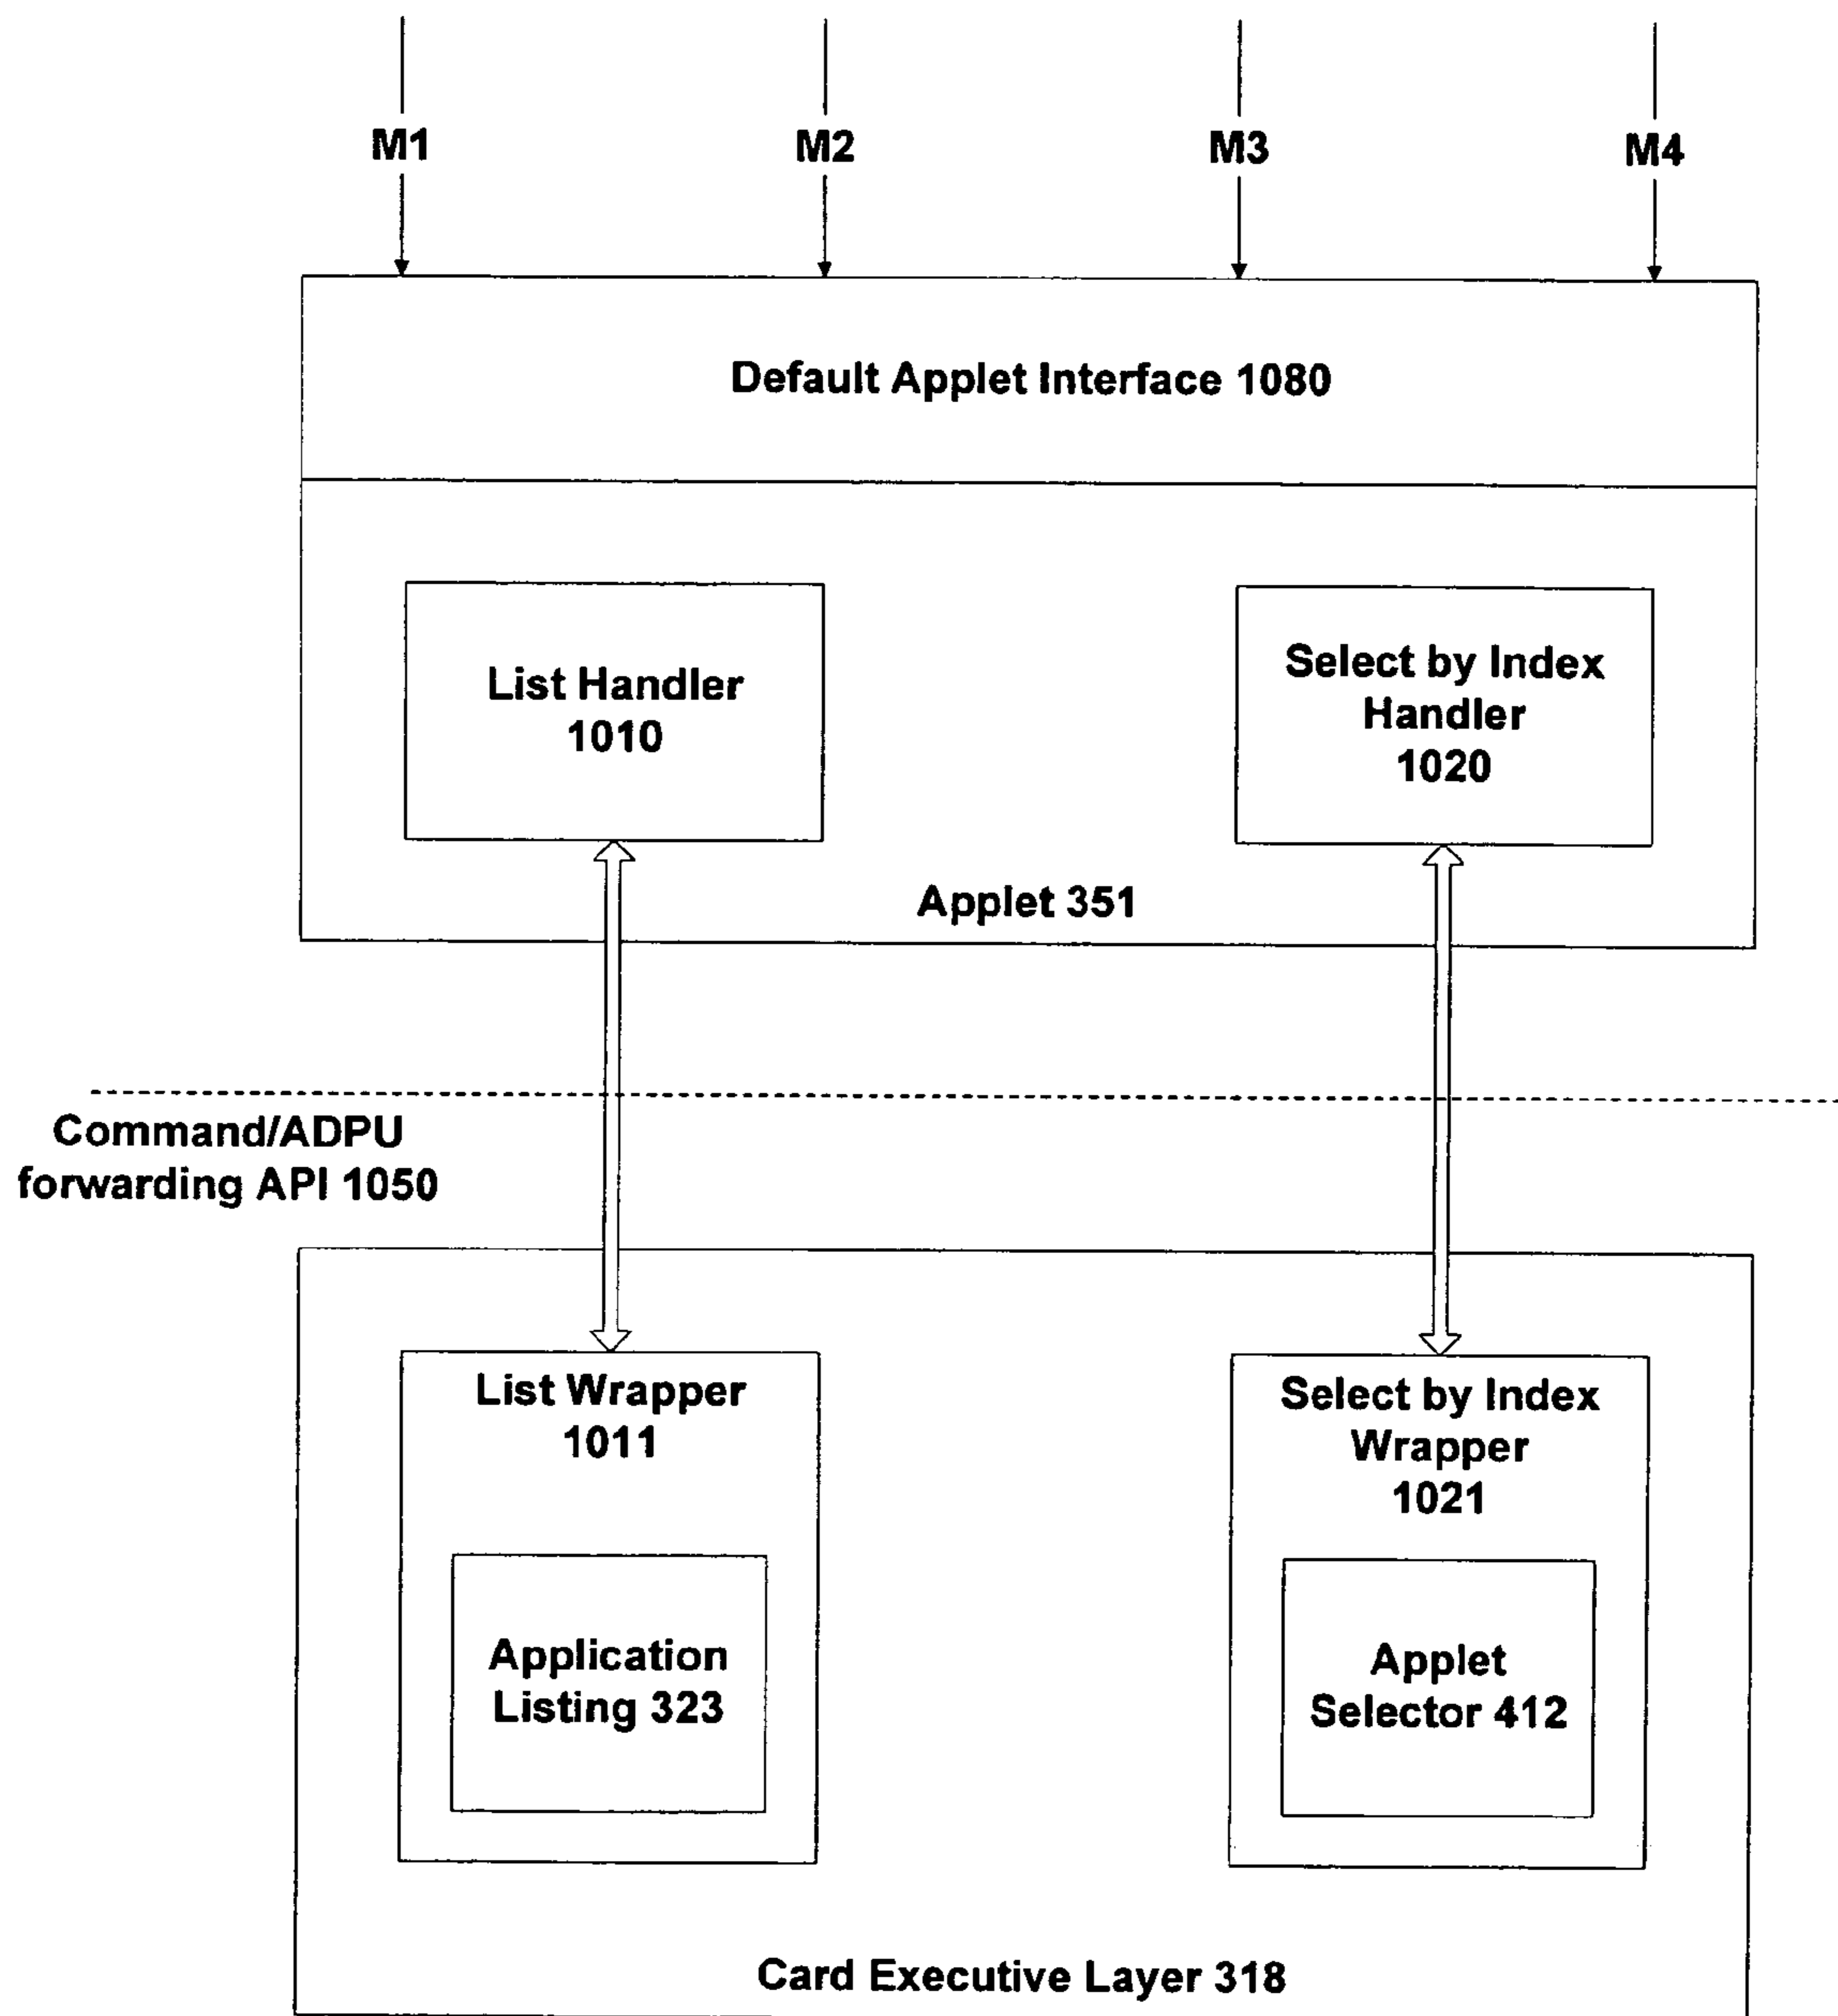 M1
M2
M3
M4
Default Applet Interface 1080
List Handler
1010
Select by Index
Handler
1020
Applet 351
Command/ADPU
forwarding API 1050
List Wrapper
1011
Select by Index
Wrapper
1021
Application
Listing 323
Applet
Selector 412
Card Executive Layer 318